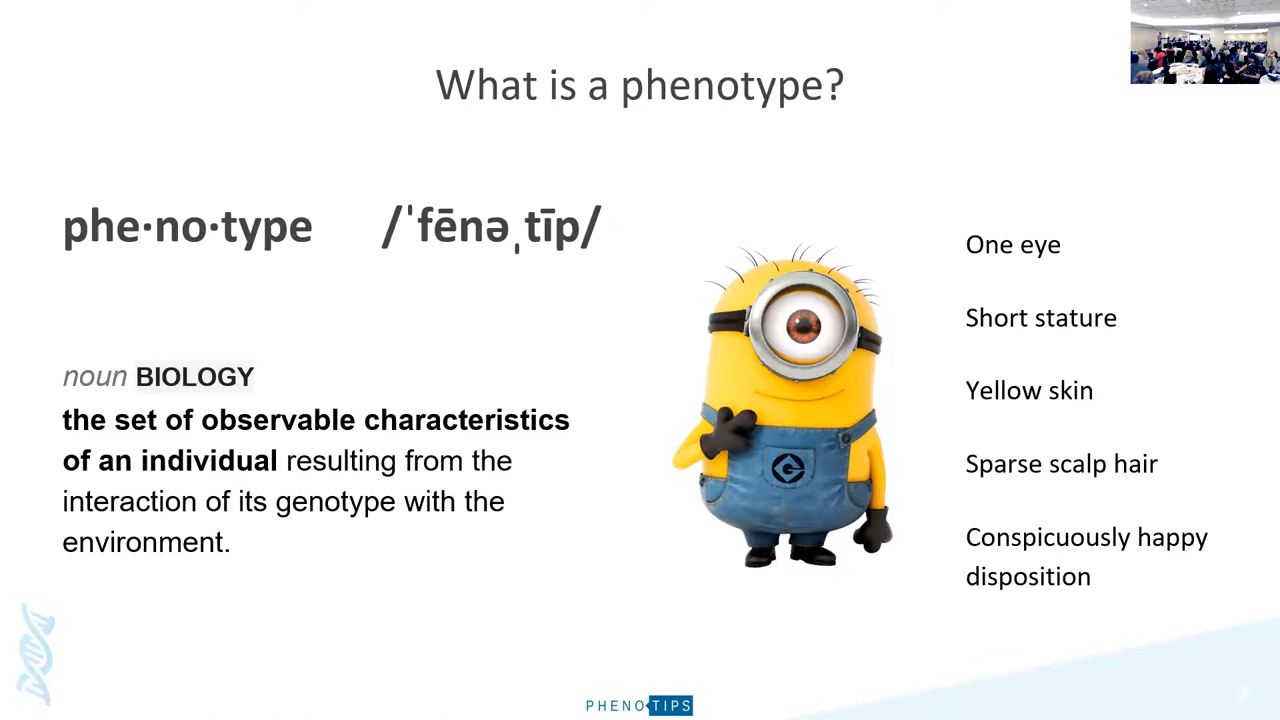 What is a phenotype?
phe·no·type /ˈfēnəˌtīp/
noun BIOLOGY
the set of observable characteristics
of an individual resulting from the
interaction of its genotype with the
environment.
One eye
Short stature
Yellow skin
Sparse scalp hair
Conspicuously happy
disposition
PHENOTIPS